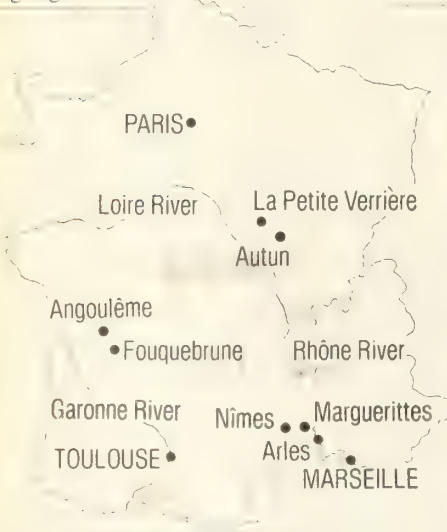 PARIS
Loire River
La Petite Verrière
Autun
Angoulême
Fouquebrune
Rhône River
Garonne River
Nîmes
Marguerittes
Arles
TOULOUSE
MARSEILLE